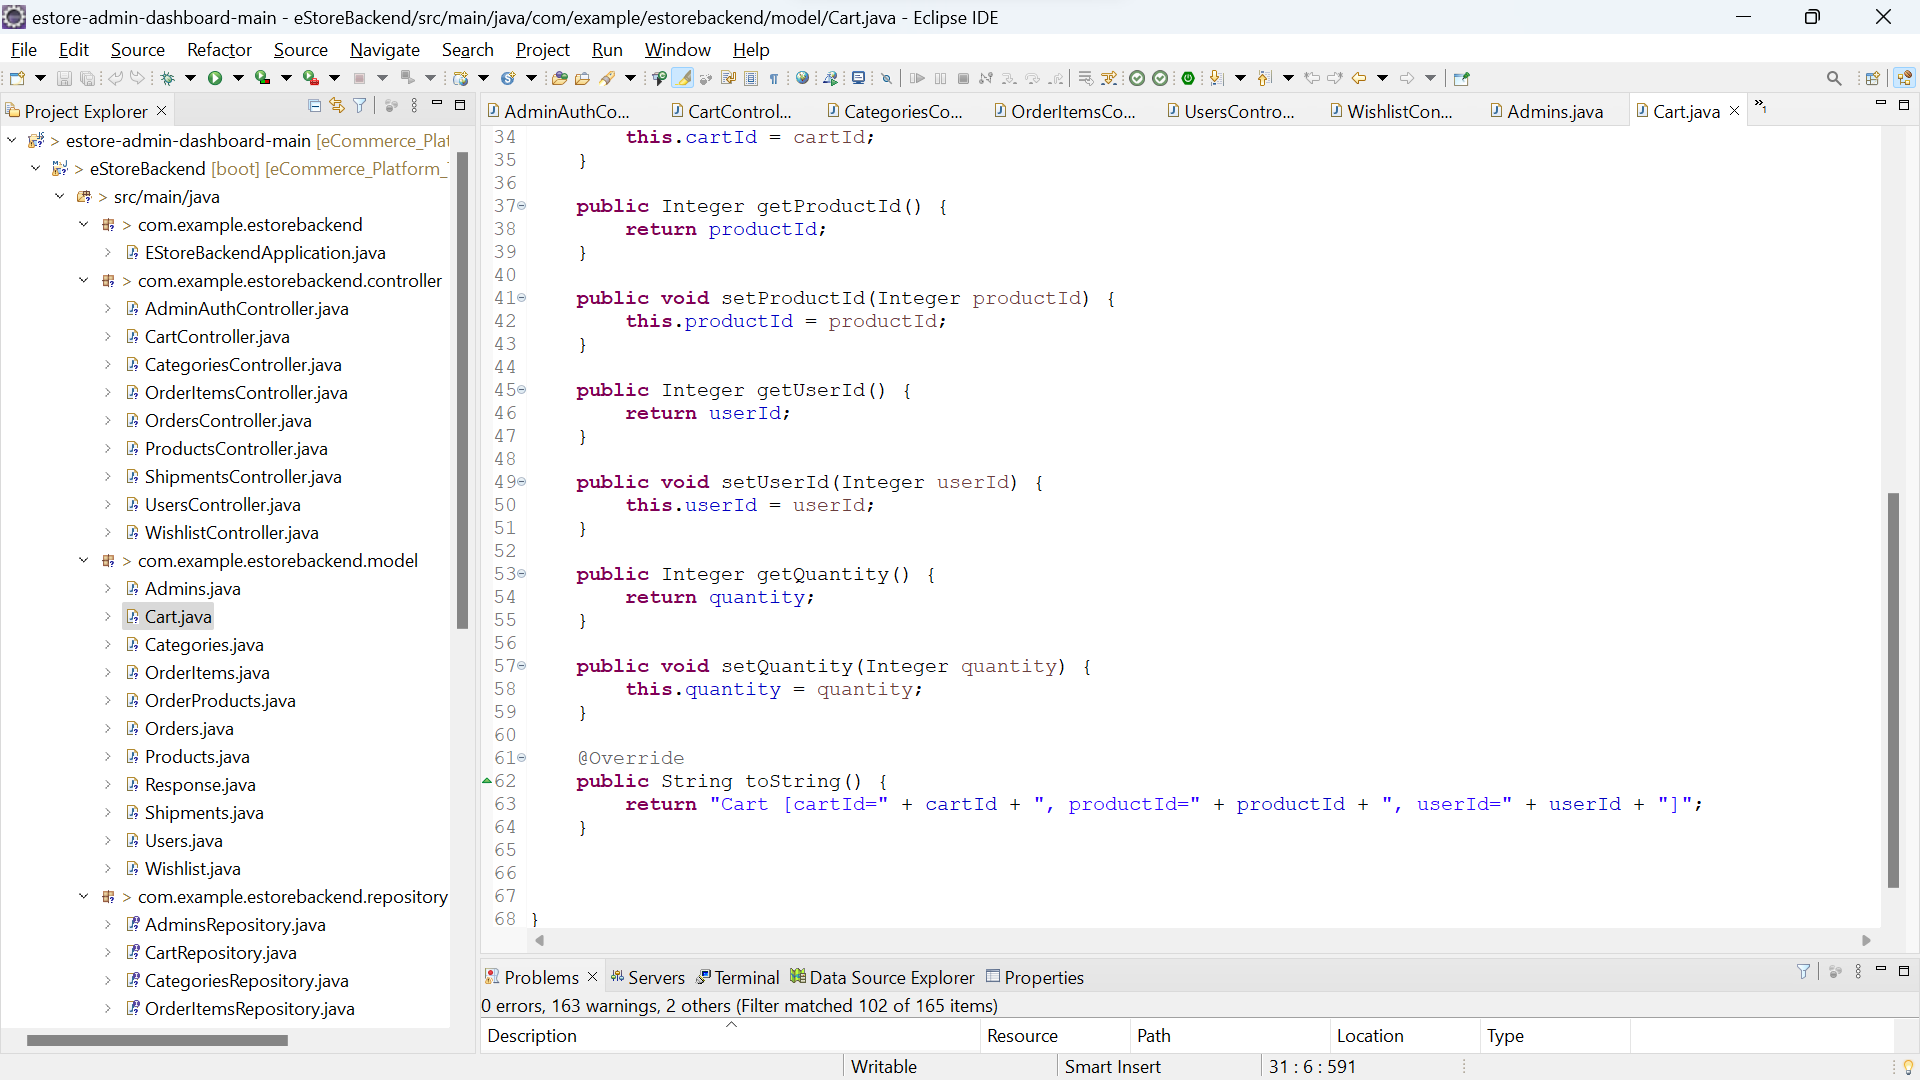 estore-admin-dashboard-main - eStoreBackend/src/main/java/com/example/estorebackend/model/Cart.java - Eclipse IDE
File Edit Source Refactor Source Navigate Search Project Run Window Help
Project Explorer
> estore-admin-dashboard-main [eCommerce_Plat
> eStoreBackend [boot] [eCommerce_Platform_
> src/main/java
> com.example.estorebackend
EStoreBackendApplication.java
> com.example.estorebackend.controller
AdminAuthController.java
CartController.java
CategoriesController.java
OrderItemsController.java
OrdersController.java
ProductsController.java
ShipmentsController.java
UsersController.java
WishlistController.java
> com.example.estorebackend.model
Admins.java
Cart.java
Categories.java
OrderItems.java
OrderProducts.java
Orders.java
Products.java
Response.java
Shipments.java
Users.java
Wishlist.java
> com.example.estorebackend.repository
AdminsRepository.java
CartRepository.java
CategoriesRepository.java
OrderItemsRepository.java
AdminAuthCo... CartControl... CategoriesCo... OrderItemsCo... UsersContro... WishlistCon... Admins.java Cart.java »1
34 this.cartId = cartId;
35 }
36
37 public Integer getProductId() {
38 return productId;
39 }
40
41 public void setProductId(Integer productId) {
42 this.productId = productId;
43 }
44
45 public Integer getUserId() {
46 return userId;
47 }
48
49 public void setUserId(Integer userId) {
50 this.userId = userId;
51 }
52
53 public Integer getQuantity() {
54 return quantity;
55 }
56
57 public void setQuantity(Integer quantity) {
58 this.quantity = quantity;
59 }
60
61 @Override
62 public String toString() {
63 return "Cart [cartId=" + cartId + ", productId=" + productId + ", userId=" + userId + "]";
64 }
65
66
67
68 }
Problems Servers Terminal Data Source Explorer Properties
0 errors, 163 warnings, 2 others (Filter matched 102 of 165 items)
Description Resource Path Location Type
Writable Smart Insert 31 : 6 : 591